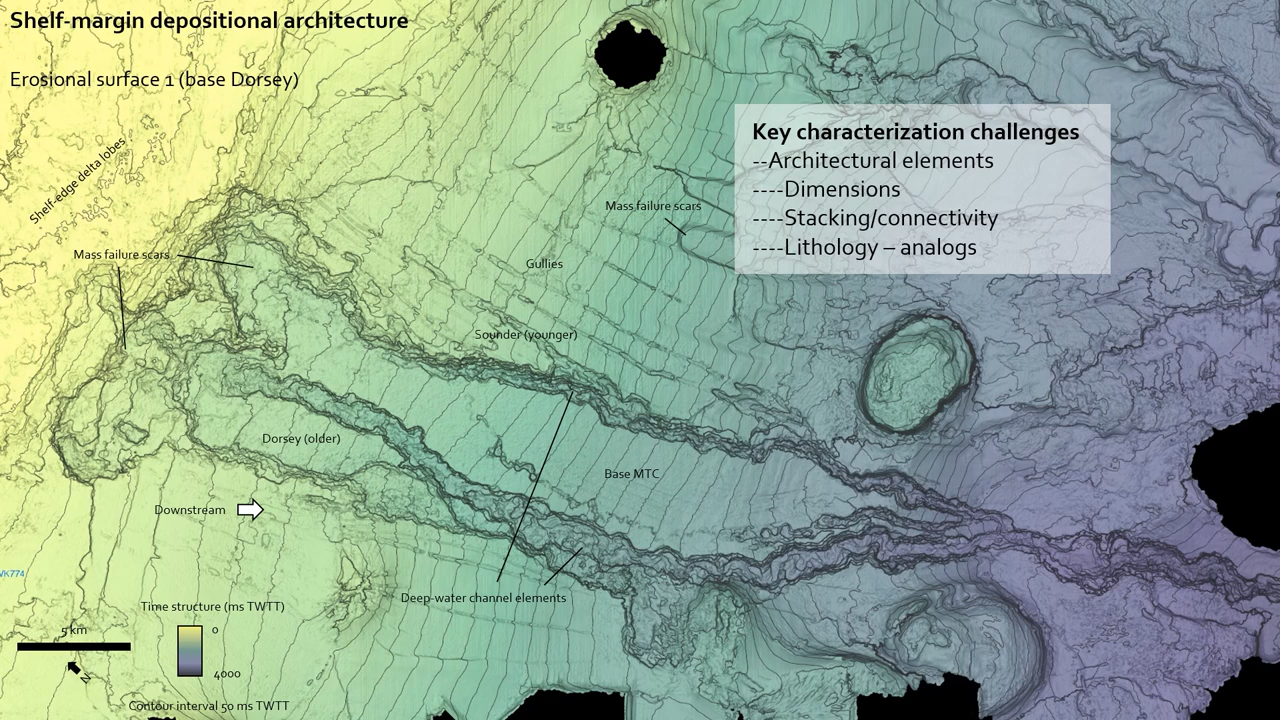 Shelf-margin depositional architecture
Erosional surface 1 (base Dorsey)
Key characterization challenges
--Architectural elements
----Dimensions
----Stacking/connectivity
----Lithology – analogs
Shelf-edge delta lobes
Mass failure scars
Mass failure scars
Gullies
Sounder (younger)
Dorsey (older)
Base MTC
Downstream
VK774
Deep-water channel elements
Time structure (ms TWTT)
0
4000
5 km
N
Contour interval 50 ms TWTT